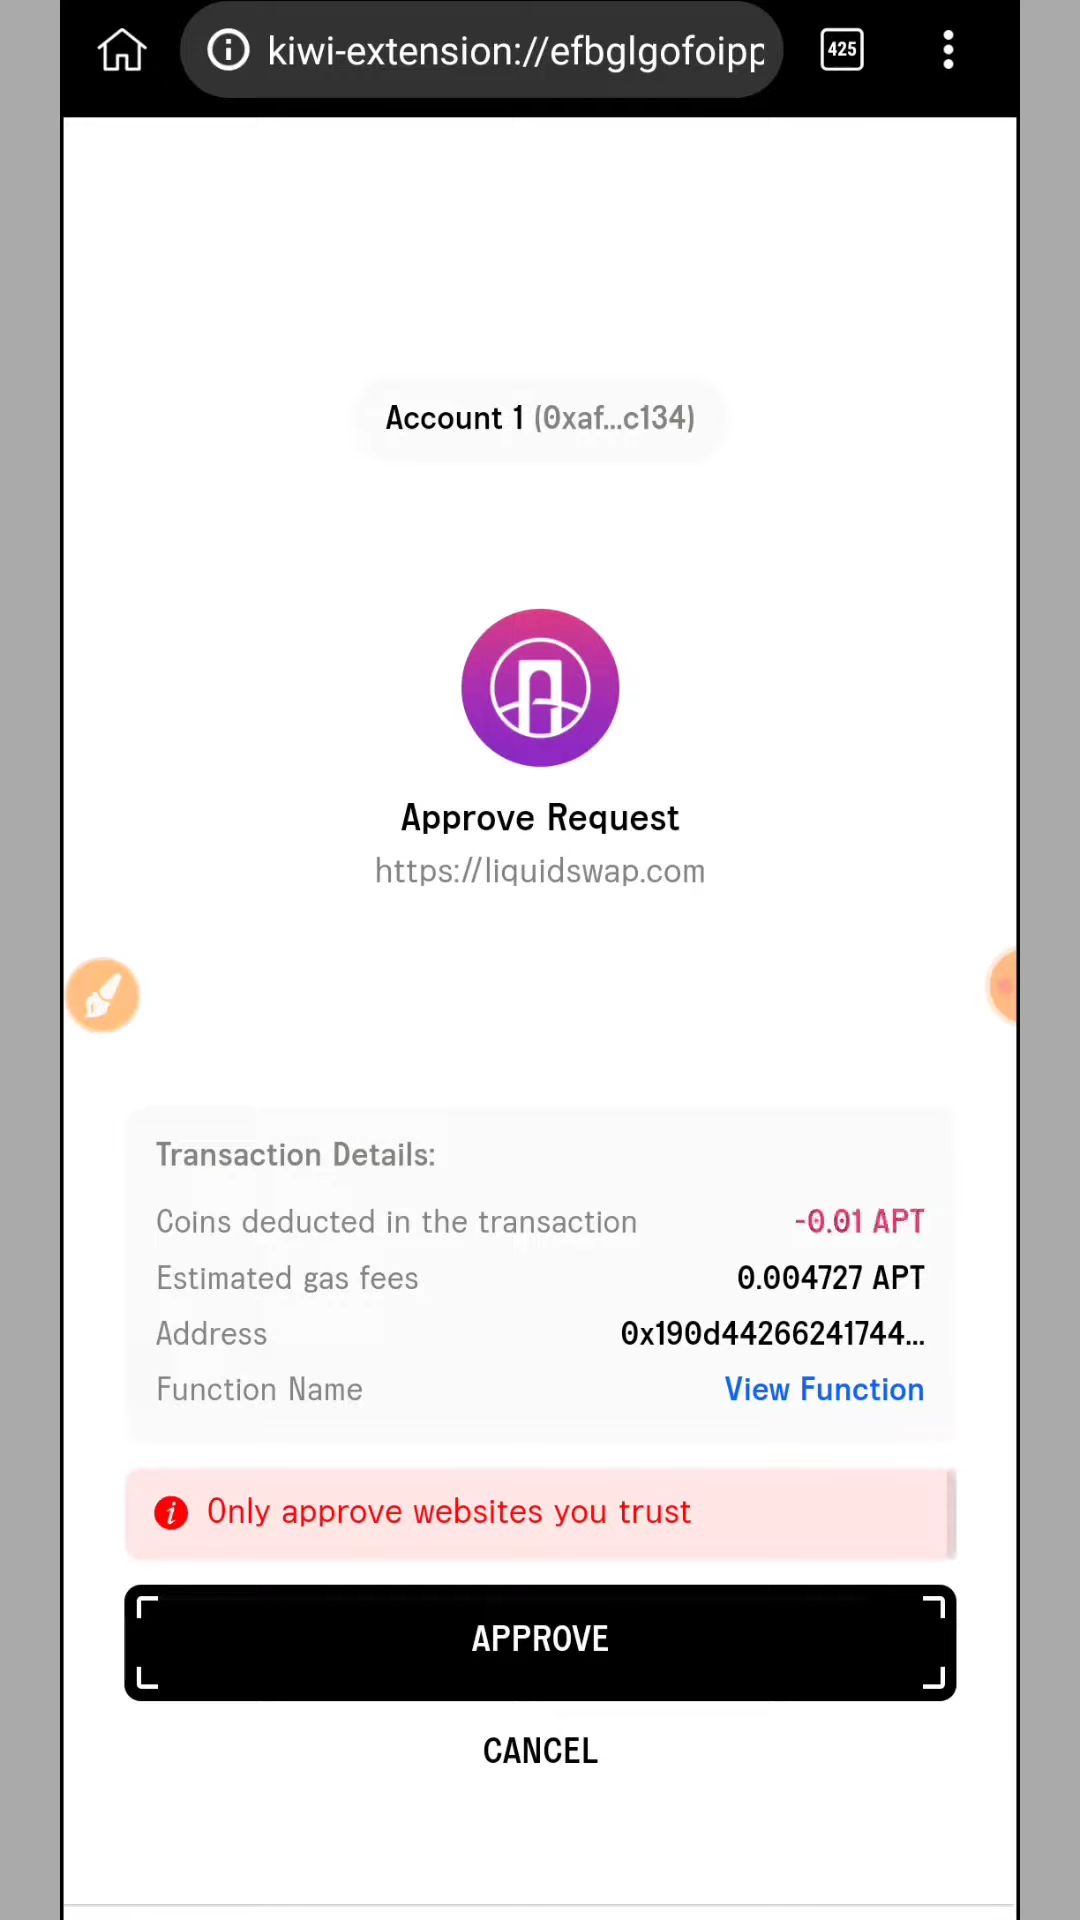 kiwi-extension://efbglgofoipp
425
Account 1 (0xaf...c134)
Approve Request
https://liquidswap.com
Transaction Details:
Coins deducted in the transaction -0.01 APT
Estimated gas fees 0.004727 APT
Address 0x190d44266241744...
Function Name View Function
Only approve websites you trust
APPROVE
CANCEL